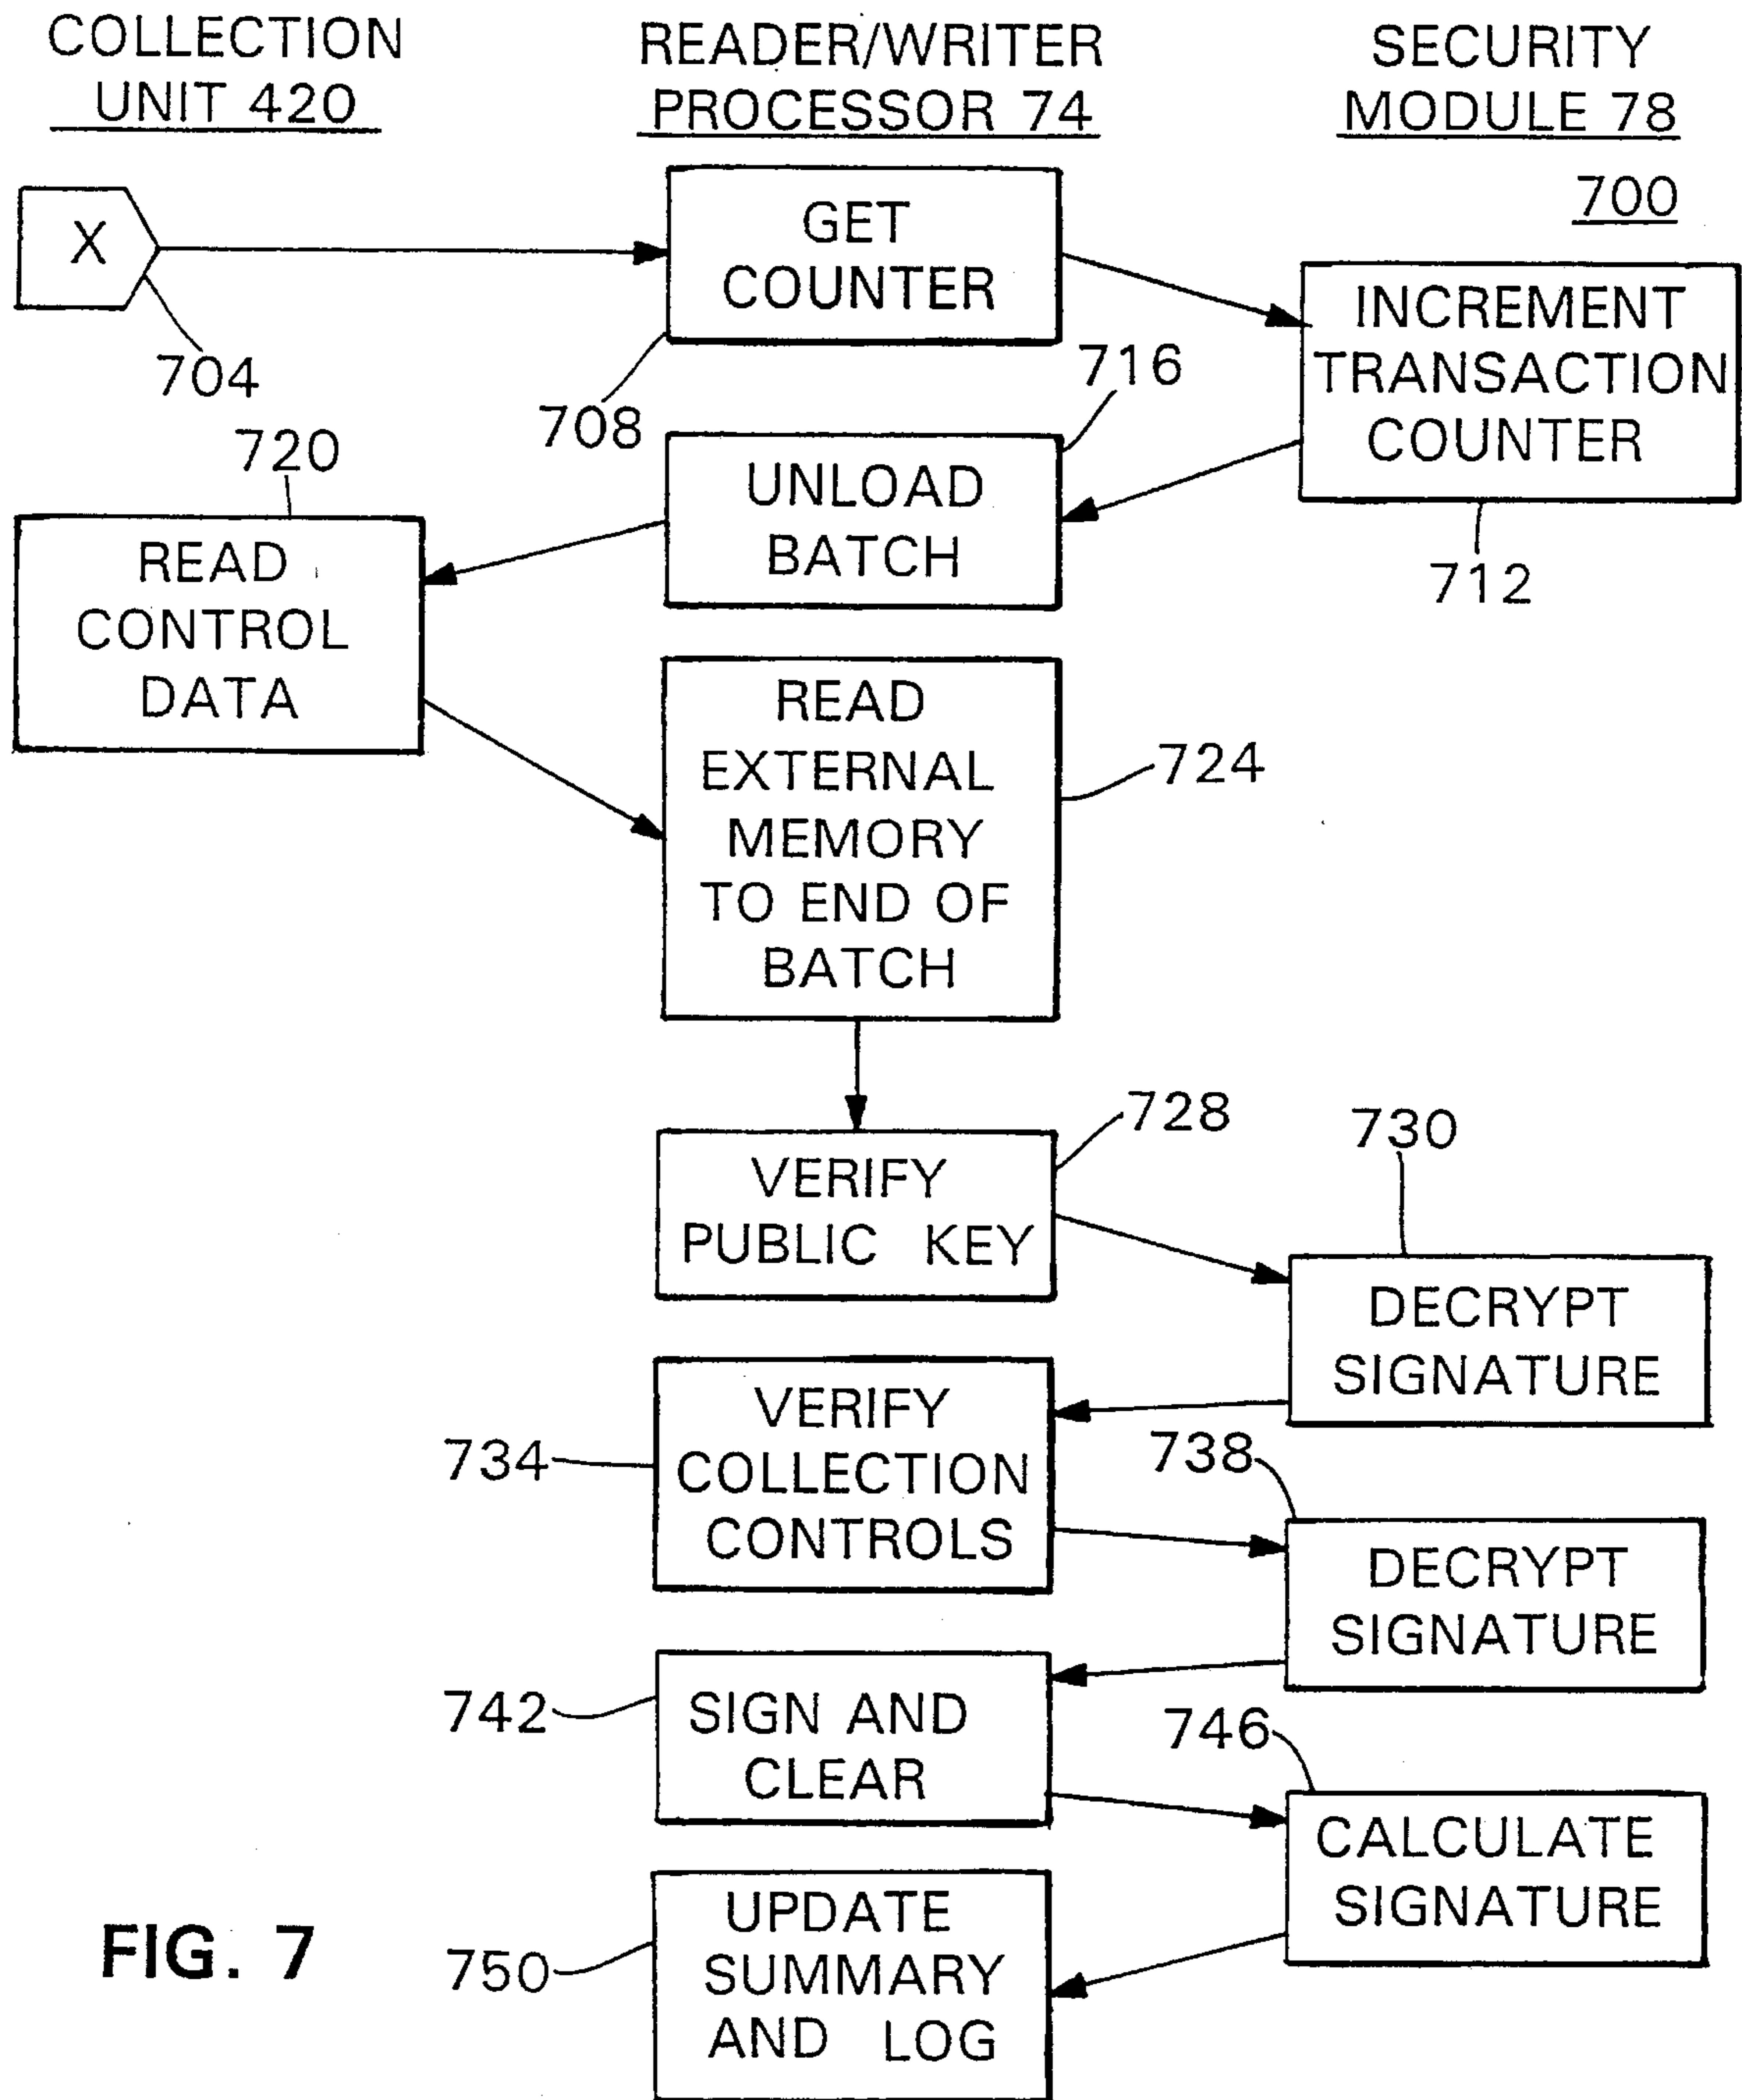 COLLECTION
UNIT 420
READER/WRITER
PROCESSOR 74
SECURITY
MODULE 78
700
X
704
GET
COUNTER
708
INCREMENT
TRANSACTION
COUNTER
712
716
UNLOAD
BATCH
720
READ
CONTROL
DATA
READ
EXTERNAL
MEMORY
TO END OF
BATCH
724
728
VERIFY
PUBLIC KEY
730
DECRYPT
SIGNATURE
734
VERIFY
COLLECTION
CONTROLS
738
DECRYPT
SIGNATURE
742
SIGN AND
CLEAR
746
CALCULATE
SIGNATURE
750
UPDATE
SUMMARY
AND LOG
FIG. 7